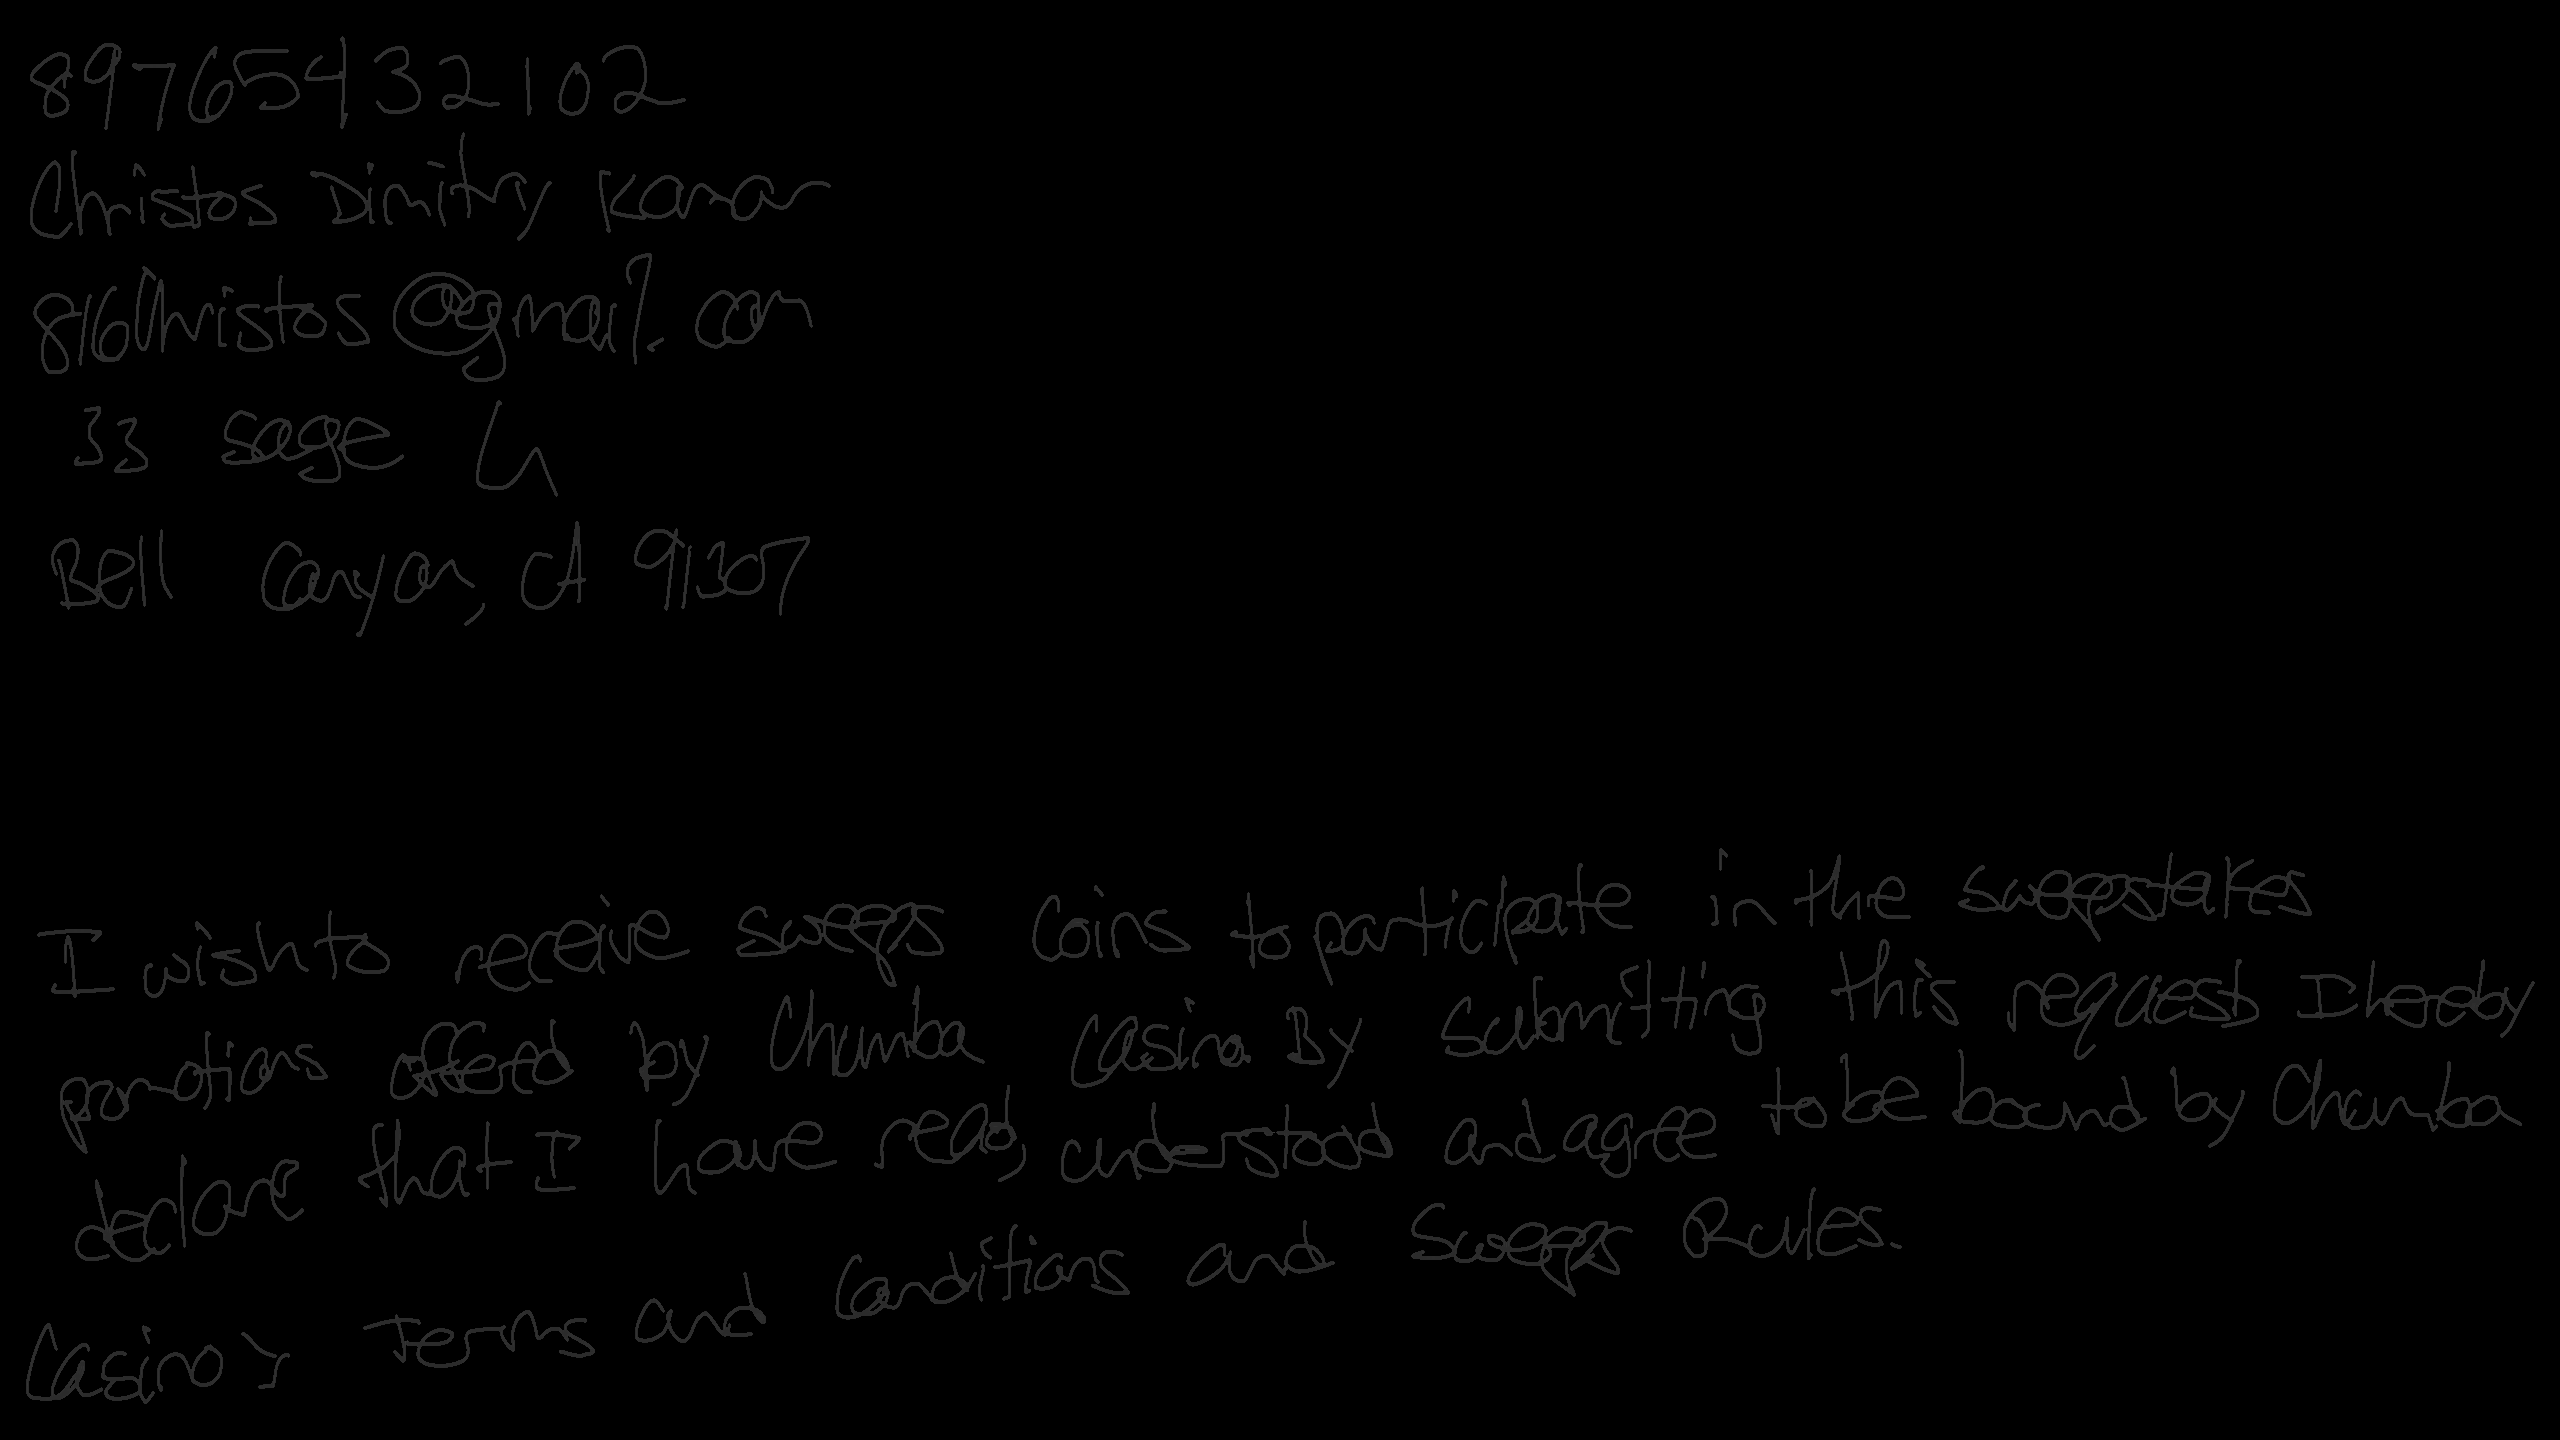 89765432102
Christos Dimitry Kanar
816Christos@gmail.com
33 Sage Ln
Bell Canyon, CA 91307
I wish to receive sweeps Coins to participate in the sweepstakes
promotions offered by Chumba Casino. By submitting this request I hereby
declare that I have read, understood and agree to be bound by Chumba
Casino's Terms and Conditions and Sweeps Rules.